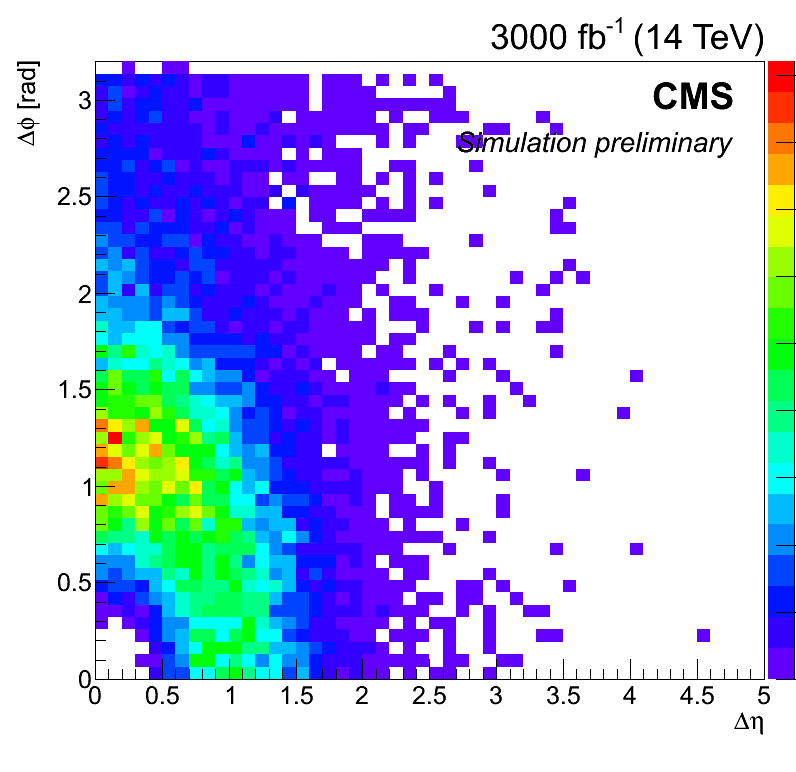 3000 fb⁻¹ (14 TeV)
CMS
Simulation preliminary
Δϕ [rad]
3
2.5
2
1.5
1
0.5
0
0 0.5 1 1.5 2 2.5 3 3.5 4 4.5 5
Δη